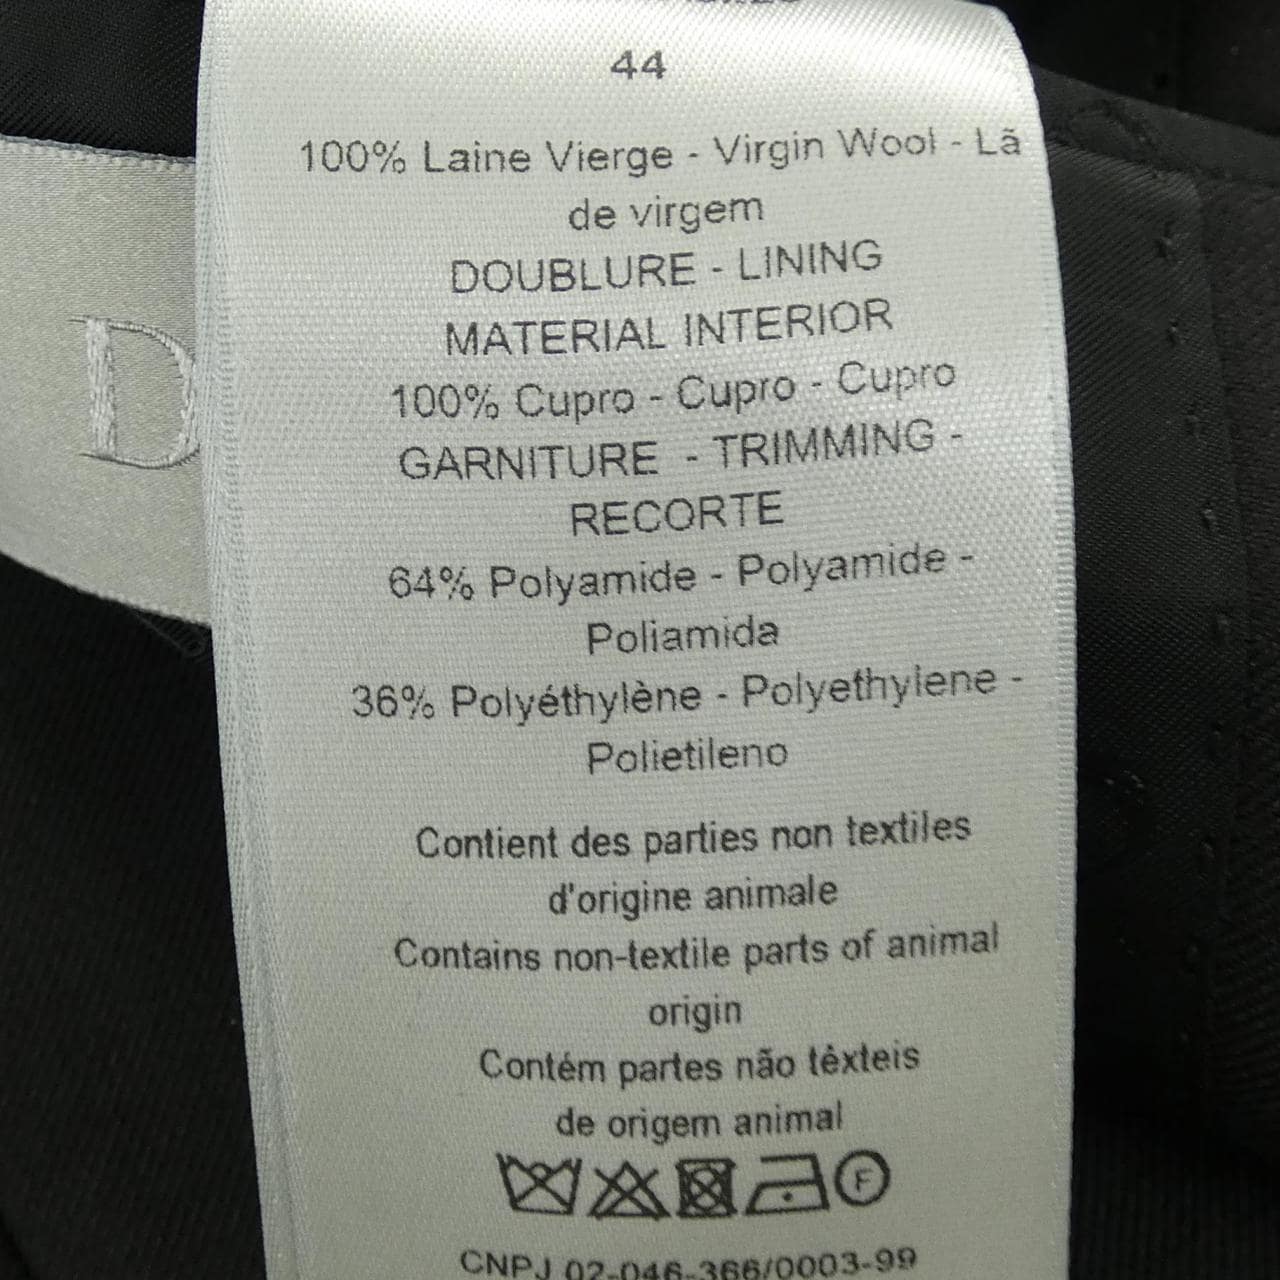 44
100% Laine Vierge - Virgin Wool - Lã
de virgem
DOUBLURE - LINING
MATERIAL INTERIOR
100% Cupro - Cupro - Cupro
GARNITURE - TRIMMING -
RECORTE
64% Polyamide - Polyamide -
Poliamida
36% Polyéthylène - Polyethylene -
Polietileno
Contient des parties non textiles
d'origine animale
Contains non-textile parts of animal
origin
Contém partes não têxteis
de origem animal
F
CNPJ 02-046-366/0003-99
D